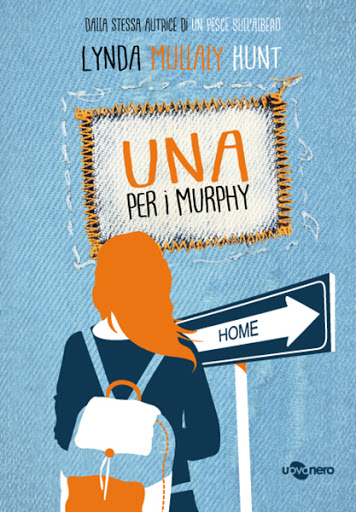 DALLA STESSA AUTRICE DI UN PESCE SULL'ALBERO
LYNDA MULLALY HUNT
UNA
PER i MURPHY
HOME
uovonero